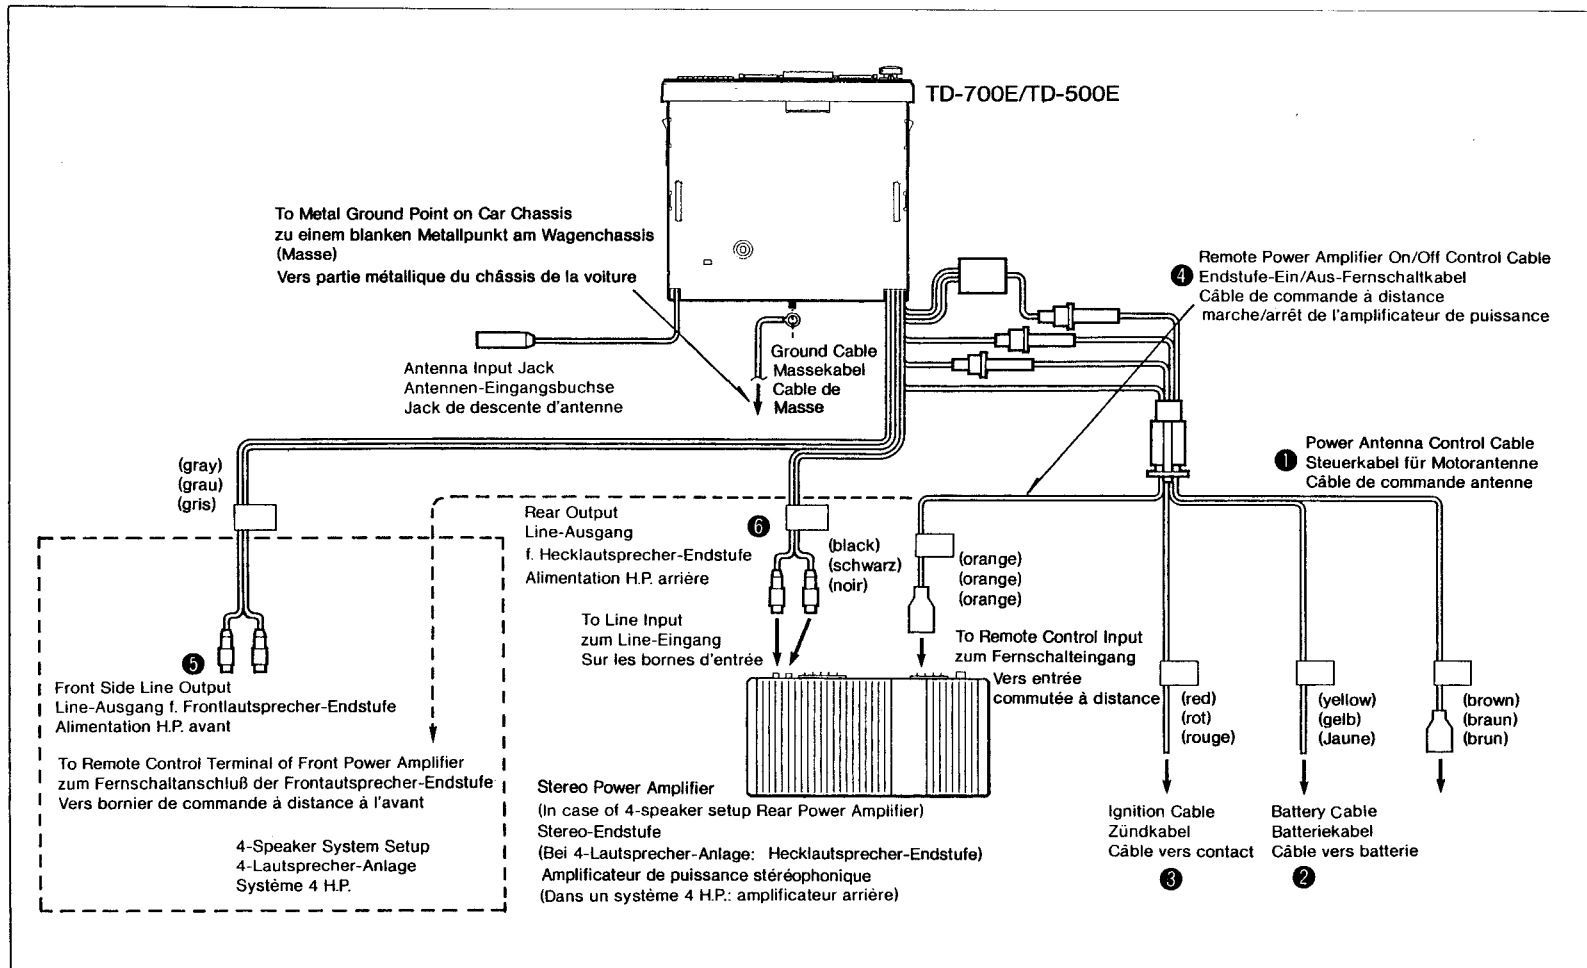 TD-700E/TD-500E
To Metal Ground Point on Car Chassis
zu einem blanken Metallpunkt am Wagenchassis
(Masse)
Vers partie métallique du châssis de la voiture
Remote Power Amplifier On/Off Control Cable
4 Endstufe-Ein/Aus-Fernschaltkabel
Câble de commande à distance
marche/arrêt de l'amplificateur de puissance
Antenna Input Jack
Antennen-Eingangsbuchse
Jack de descente d'antenne
Ground Cable
Massekabel
Cable de
Masse
Power Antenna Control Cable
1 Steuerkabel für Motorantenne
Câble de commande antenne
(gray)
(grau)
(gris)
Rear Output
Line-Ausgang
f. Hecklautsprecher-Endstufe
Alimentation H.P. arrière
6
(black)
(schwarz)
(noir)
(orange)
(orange)
(orange)
To Line Input
zum Line-Eingang
Sur les bornes d'entrée
To Remote Control Input
zum Fernschalteingang
Vers entrée
commutée à distance
5
Front Side Line Output
Line-Ausgang f. Frontlautsprecher-Endstufe
Alimentation H.P. avant
To Remote Control Terminal of Front Power Amplifier
zum Fernschaltanschluß der Frontautsprecher-Endstufe
Vers bornier de commande à distance à l'avant
4-Speaker System Setup
4-Lautsprecher-Anlage
Système 4 H.P.
Stereo Power Amplifier
(In case of 4-speaker setup Rear Power Amplifier)
Stereo-Endstufe
(Bei 4-Lautsprecher-Anlage: Hecklautsprecher-Endstufe)
Amplificateur de puissance stéréophonique
(Dans un système 4 H.P.: amplificateur arrière)
(red)
(rot)
(rouge)
(yellow)
(gelb)
(Jaune)
(brown)
(braun)
(brun)
Ignition Cable
Zündkabel
Câble vers contact
3
Battery Cable
Batteriekabel
Câble vers batterie
2